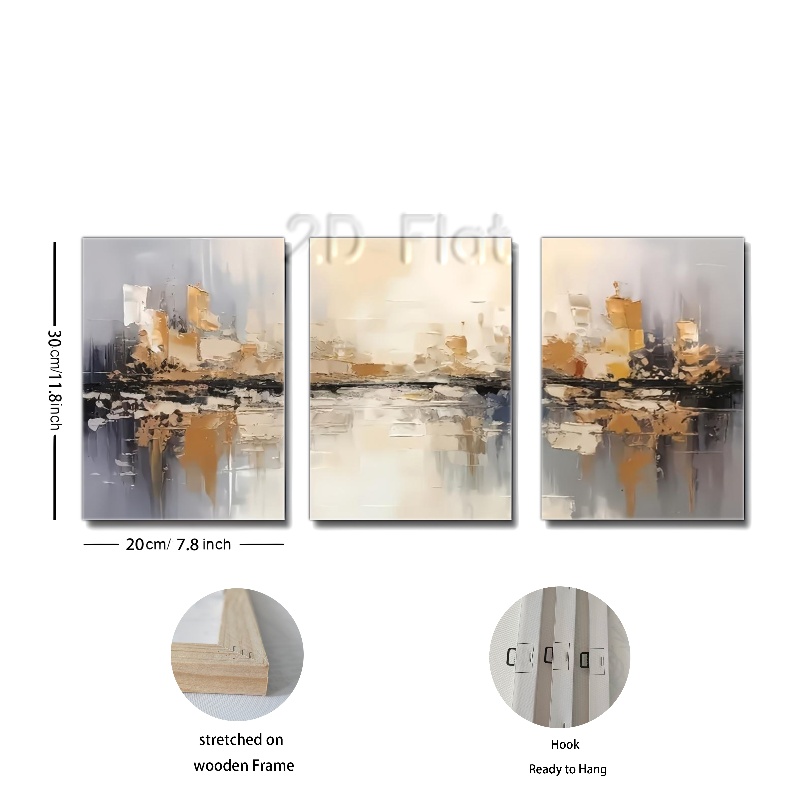 2D Flat
30cm/11.8inch
20cm/ 7.8 inch
stretched on
wooden Frame
Hook
Ready to Hang